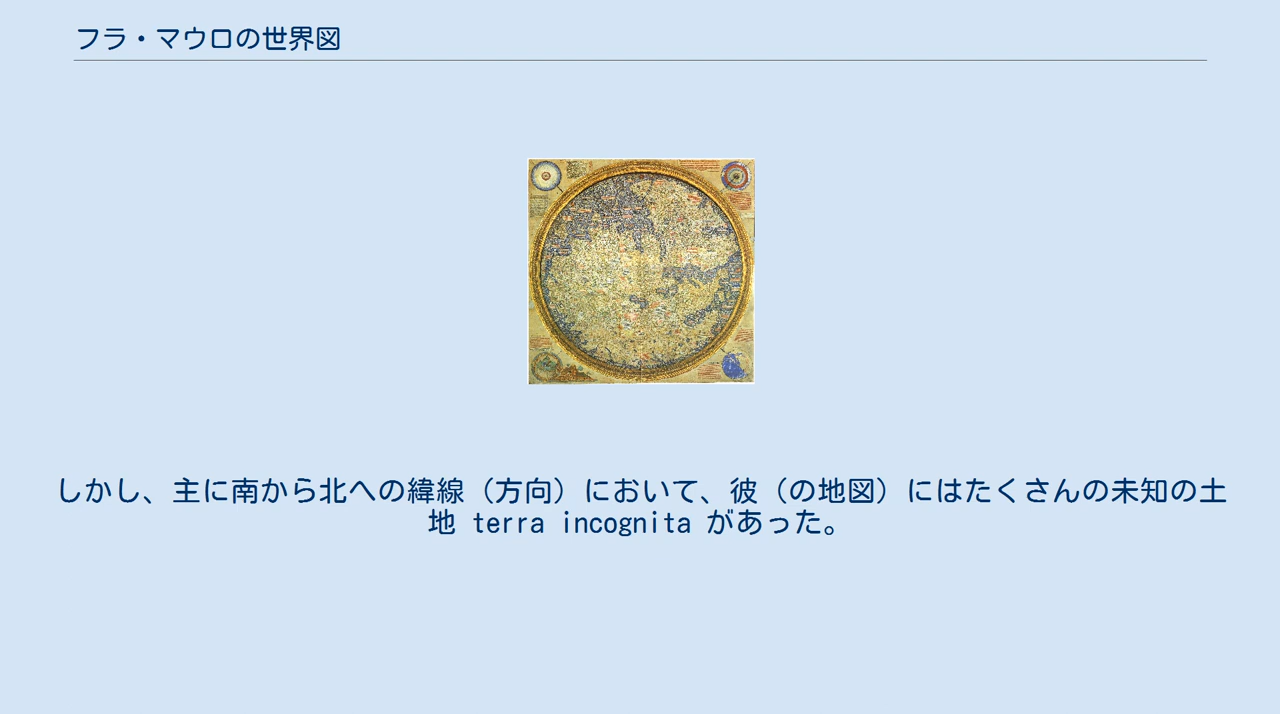 フラ・マウロの世界図
しかし、主に南から北への緯線（方向）において、彼（の地図）にはたくさんの未知の土
地 terra incognita があった。